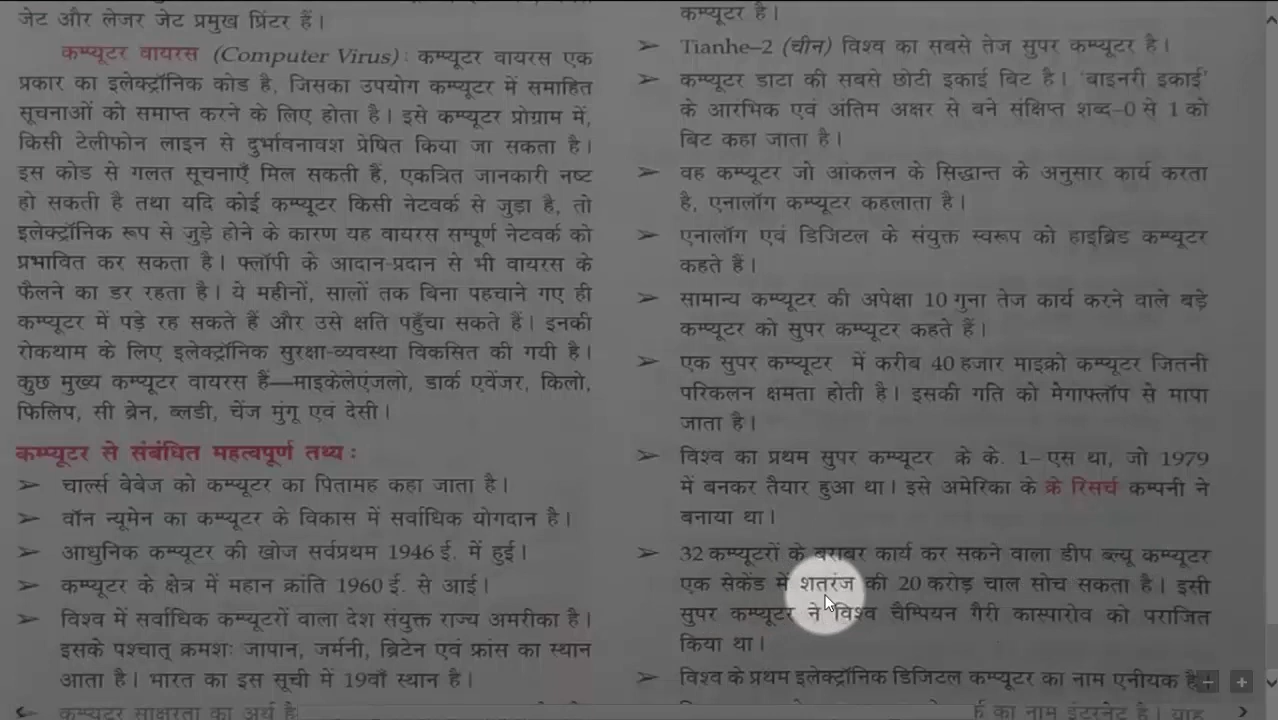 जेट और लेजर जेट प्रमुख प्रिंटर हैं।
कम्प्यूटर वायरस (Computer Virus) : कम्प्यूटर वायरस एक
प्रकार का इलेक्ट्रॉनिक कोड है, जिसका उपयोग कम्प्यूटर में समाहित
सूचनाओं को समाप्त करने के लिए होता है। इसे कम्प्यूटर प्रोग्राम में,
किसी टेलीफोन लाइन से दुर्भावनावश प्रेषित किया जा सकता है।
इस कोड से गलत सूचनाएँ मिल सकती हैं, एकत्रित जानकारी नष्ट
हो सकती है तथा यदि कोई कम्प्यूटर किसी नेटवर्क से जुड़ा है, तो
इलेक्ट्रॉनिक रूप से जुड़े होने के कारण यह वायरस सम्पूर्ण नेटवर्क को
प्रभावित कर सकता है। फ्लॉपी के आदान-प्रदान से भी वायरस के
फैलने का डर रहता है। ये महीनों, सालों तक बिना पहचाने गए ही
कम्प्यूटर में पड़े रह सकते हैं और उसे क्षति पहुँचा सकते हैं। इनकी
रोकथाम के लिए इलेक्ट्रॉनिक सुरक्षा-व्यवस्था विकसित की गयी है।
कुछ मुख्य कम्प्यूटर वायरस हैं—माइकेलेएंजलो, डार्क एवेंजर, किलो,
फिलिप, सी ब्रेन, ब्लडी, चेंज मुंगू एवं देसी।
कम्प्यूटर से संबंधित महत्वपूर्ण तथ्य :
➢ चार्ल्स बेबेज को कम्प्यूटर का पितामह कहा जाता है।
➢ वॉन न्यूमेन का कम्प्यूटर के विकास में सर्वाधिक योगदान है।
➢ आधुनिक कम्प्यूटर की खोज सर्वप्रथम 1946 ई. में हुई।
➢ कम्प्यूटर के क्षेत्र में महान क्रांति 1960 ई. से आई।
➢ विश्व में सर्वाधिक कम्प्यूटरों वाला देश संयुक्त राज्य अमरीका है।
इसके पश्चात् क्रमशः जापान, जर्मनी, ब्रिटेन एवं फ्रांस का स्थान
आता है। भारत का इस सूची में 19वाँ स्थान है।
कम्प्यूटर साक्षरता का अर्थ है
कम्प्यूटर है।
➢ Tianhe–2 (चीन) विश्व का सबसे तेज सुपर कम्प्यूटर है।
➢ कम्प्यूटर डाटा की सबसे छोटी इकाई बिट है। 'बाइनरी इकाई'
के आरंभिक एवं अंतिम अक्षर से बने संक्षिप्त शब्द–0 से 1 को
बिट कहा जाता है।
➢ वह कम्प्यूटर जो आंकलन के सिद्धान्त के अनुसार कार्य करता
है, एनालॉग कम्प्यूटर कहलाता है।
➢ एनालॉग एवं डिजिटल के संयुक्त स्वरूप को हाइब्रिड कम्प्यूटर
कहते हैं।
➢ सामान्य कम्प्यूटर की अपेक्षा 10 गुना तेज कार्य करने वाले बड़े
कम्प्यूटर को सुपर कम्प्यूटर कहते हैं।
➢ एक सुपर कम्प्यूटर में करीब 40 हजार माइक्रो कम्प्यूटर जितनी
परिकलन क्षमता होती है। इसकी गति को मेगाफ्लॉप से मापा
जाता है।
➢ विश्व का प्रथम सुपर कम्प्यूटर क्रे के. 1–एस था, जो 1979
में बनकर तैयार हुआ था। इसे अमेरिका के क्रे रिसर्च कम्पनी ने
बनाया था।
➢ 32 कम्प्यूटरों के बराबर कार्य कर सकने वाला डीप ब्ल्यू कम्प्यूटर
एक सेकेंड में शतरंज की 20 करोड़ चाल सोच सकता है। इसी
सुपर कम्प्यूटर ने विश्व चैम्पियन गैरी कास्पारोव को पराजित
किया था।
➢ विश्व के प्रथम इलेक्ट्रॉनिक डिजिटल कम्प्यूटर का नाम एनीयक है।
का नाम इंटरनेट है।